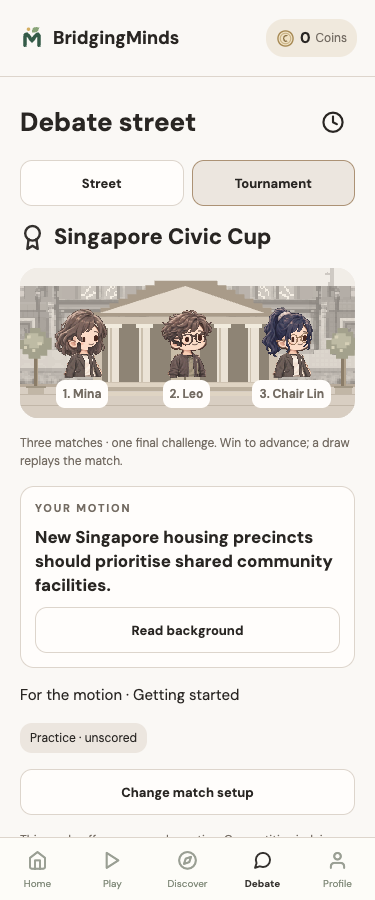 BridgingMinds
0 Coins
Debate street
Street
Tournament
Singapore Civic Cup
1. Mina
2. Leo
3. Chair Lin
Three matches · one final challenge. Win to advance; a draw
replays the match.
YOUR MOTION
New Singapore housing precincts
should prioritise shared community
facilities.
Read background
For the motion · Getting started
Practice · unscored
Change match setup
Home
Play
Discover
Debate
Profile